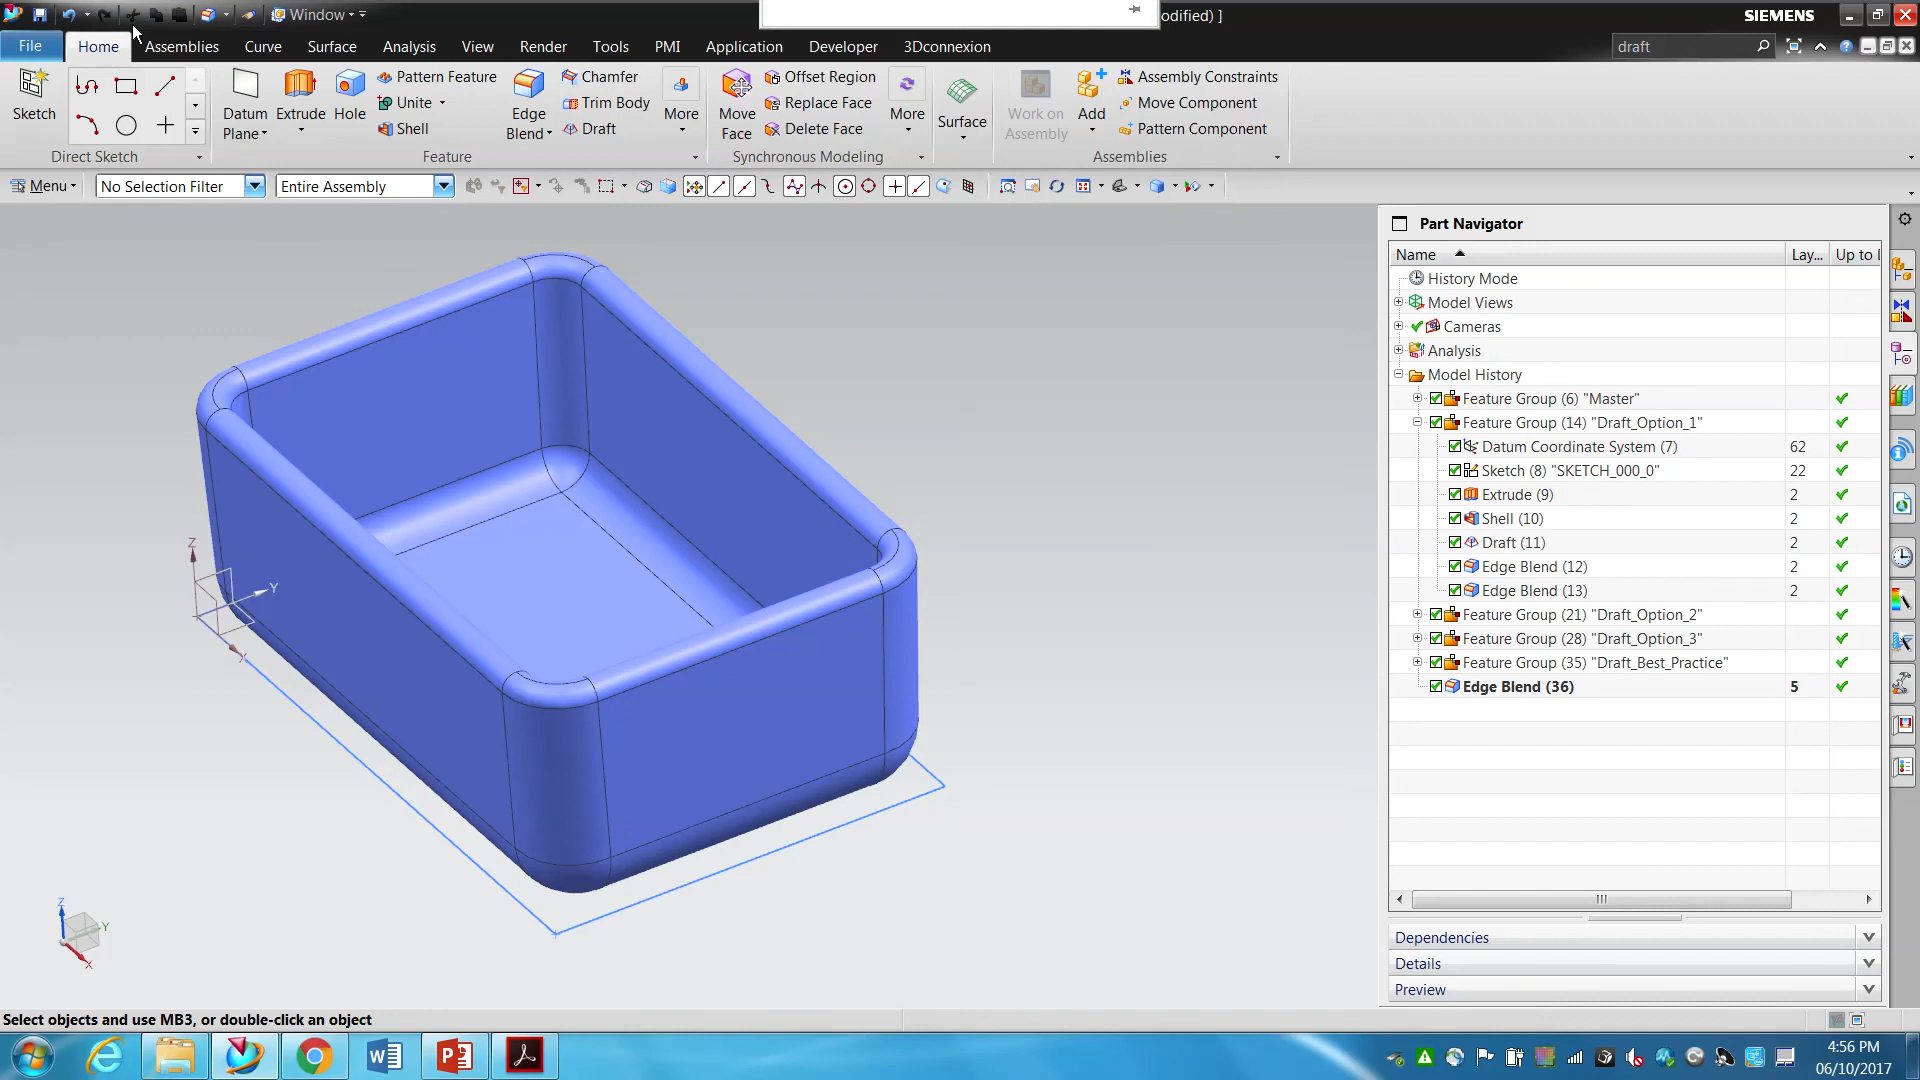 Window
odified) ]
SIEMENS
File
Home
Assemblies
Curve
Surface
Analysis
View
Render
Tools
PMI
Application
Developer
3Dconnexion
draft
Sketch
Direct Sketch
Datum
Plane
Extrude
Hole
Pattern Feature
Unite
Shell
Edge
Blend
Chamfer
Trim Body
Draft
More
Feature
Move
Face
Offset Region
Replace Face
Delete Face
More
Synchronous Modeling
Surface
Work on
Assembly
Add
Assembly Constraints
Move Component
Pattern Component
Assemblies
Menu
No Selection Filter
Entire Assembly
Part Navigator
Name
Lay...
Up to
History Mode
Model Views
Cameras
Analysis
Model History
Feature Group (6) "Master"
Feature Group (14) "Draft_Option_1"
Datum Coordinate System (7) 62
Sketch (8) "SKETCH_000_0" 22
Extrude (9) 2
Shell (10) 2
Draft (11) 2
Edge Blend (12) 2
Edge Blend (13) 2
Feature Group (21) "Draft_Option_2"
Feature Group (28) "Draft_Option_3"
Feature Group (35) "Draft_Best_Practice"
Edge Blend (36) 5
Z
Y
X
Z
Y
X
Dependencies
Details
Preview
Select objects and use MB3, or double-click an object
4:56 PM
06/10/2017